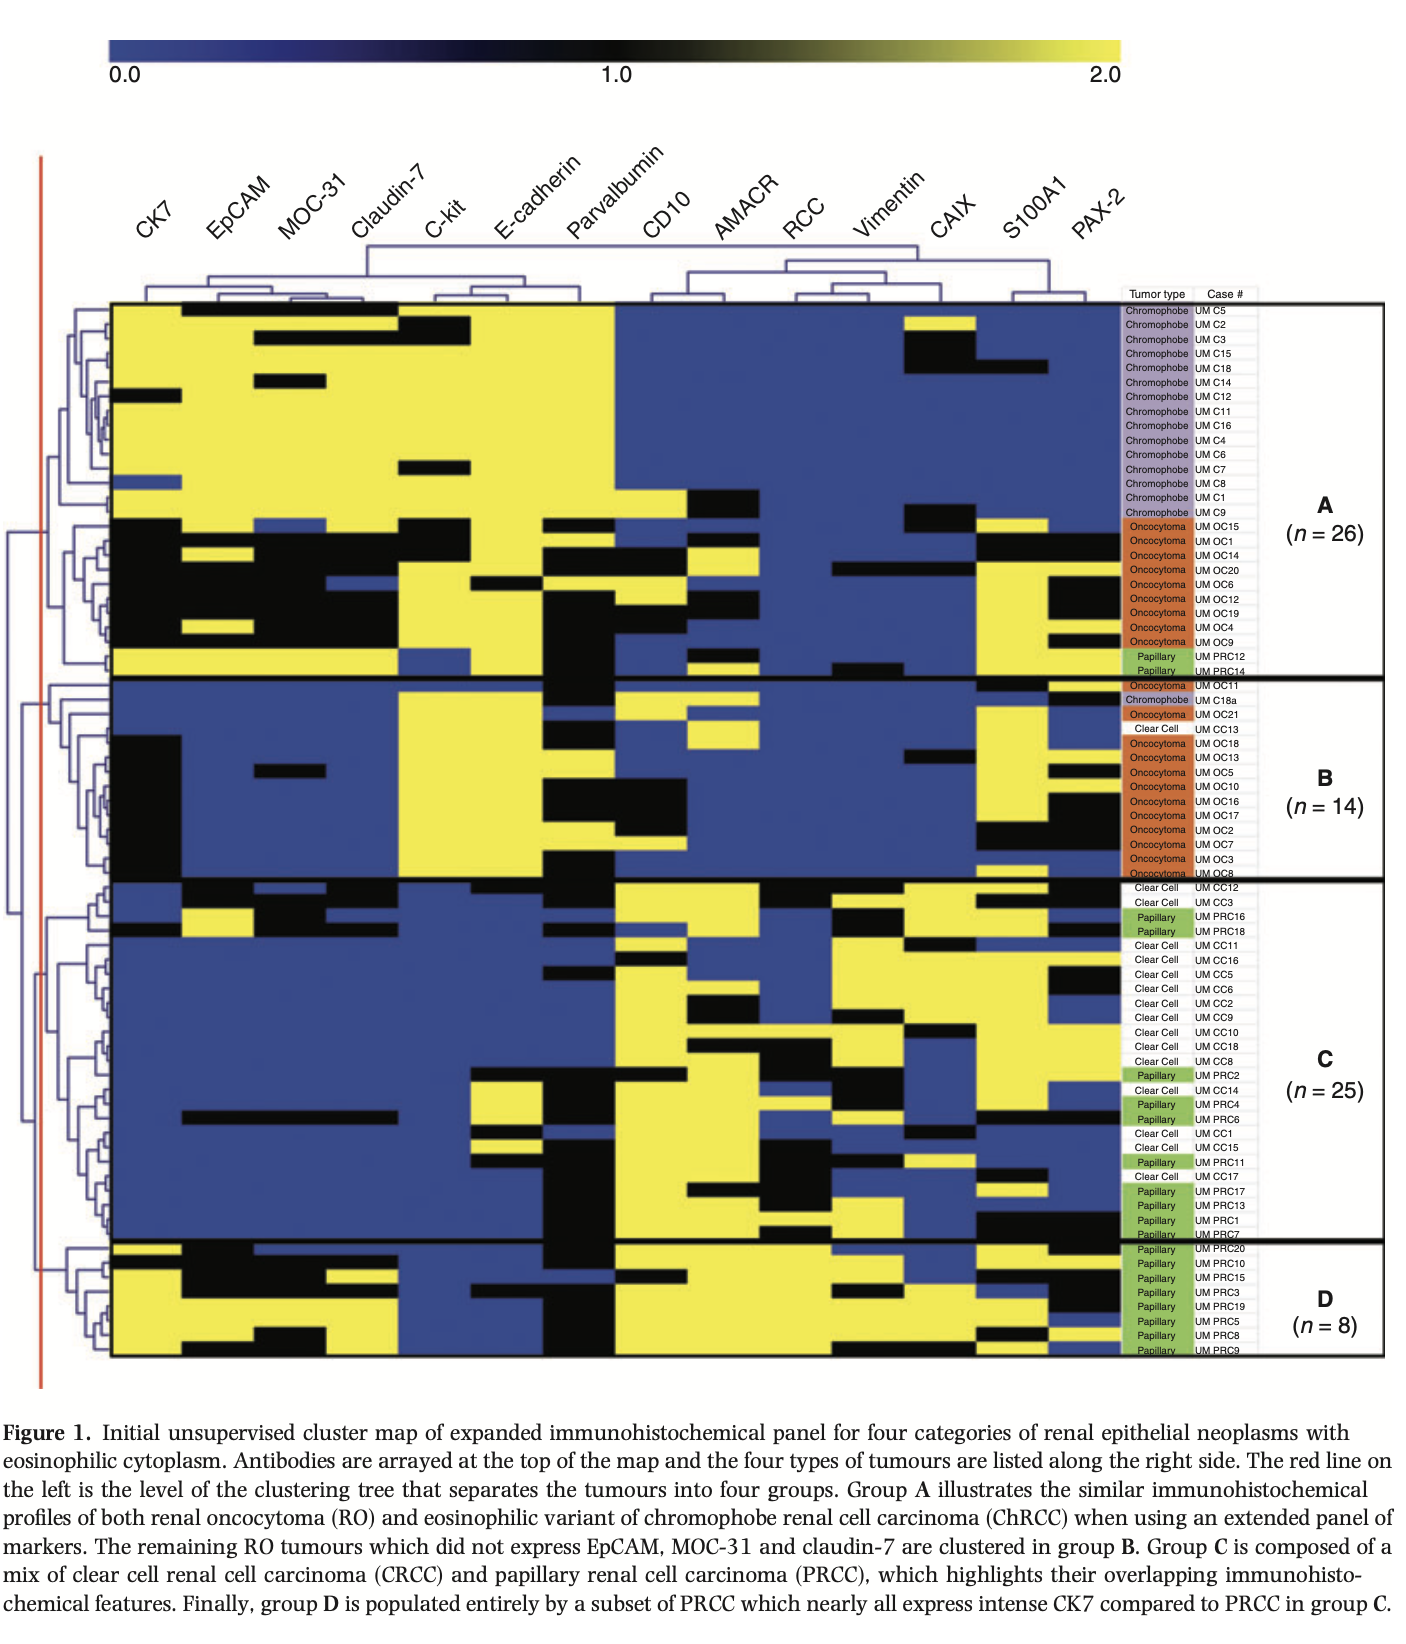 0.0 1.0 2.0
CK7 EpCAM MOC-31 Claudin-7 C-kit E-cadherin Parvalbumin CD10 AMACR RCC Vimentin CAIX S100A1 PAX-2
Tumor type Case #
Chromophobe UM C5
Chromophobe UM C2
Chromophobe UM C3
Chromophobe UM C15
Chromophobe UM C18
Chromophobe UM C14
Chromophobe UM C12
Chromophobe UM C11
Chromophobe UM C16
Chromophobe UM C4
Chromophobe UM C6
Chromophobe UM C7
Chromophobe UM C8
Chromophobe UM C1
Chromophobe UM C9
Oncocytoma UM OC15
Oncocytoma UM OC1
Oncocytoma UM OC14
Oncocytoma UM OC20
Oncocytoma UM OC6
Oncocytoma UM OC12
Oncocytoma UM OC19
Oncocytoma UM OC4
Oncocytoma UM OC9
Papillary UM PRC12
Papillary UM PRC14
A
(n = 26)
Oncocytoma UM OC11
Chromophobe UM C18a
Oncocytoma UM OC21
Clear Cell UM CC13
Oncocytoma UM OC18
Oncocytoma UM OC13
Oncocytoma UM OC5
Oncocytoma UM OC10
Oncocytoma UM OC16
Oncocytoma UM OC17
Oncocytoma UM OC2
Oncocytoma UM OC7
Oncocytoma UM OC3
Oncocytoma UM OC8
B
(n = 14)
Clear Cell UM CC12
Clear Cell UM CC3
Papillary UM PRC16
Papillary UM PRC18
Clear Cell UM CC11
Clear Cell UM CC16
Clear Cell UM CC5
Clear Cell UM CC6
Clear Cell UM CC2
Clear Cell UM CC9
Clear Cell UM CC10
Clear Cell UM CC18
Clear Cell UM CC8
Papillary UM PRC2
Clear Cell UM CC14
Papillary UM PRC4
Papillary UM PRC6
Clear Cell UM CC1
Clear Cell UM CC15
Papillary UM PRC11
Clear Cell UM CC17
Papillary UM PRC17
Papillary UM PRC13
Papillary UM PRC1
Papillary UM PRC7
C
(n = 25)
Papillary UM PRC20
Papillary UM PRC10
Papillary UM PRC15
Papillary UM PRC3
Papillary UM PRC19
Papillary UM PRC5
Papillary UM PRC8
Papillary UM PRC9
D
(n = 8)
Figure 1. Initial unsupervised cluster map of expanded immunohistochemical panel for four categories of renal epithelial neoplasms with
eosinophilic cytoplasm. Antibodies are arrayed at the top of the map and the four types of tumours are listed along the right side. The red line on
the left is the level of the clustering tree that separates the tumours into four groups. Group A illustrates the similar immunohistochemical
profiles of both renal oncocytoma (RO) and eosinophilic variant of chromophobe renal cell carcinoma (ChRCC) when using an extended panel of
markers. The remaining RO tumours which did not express EpCAM, MOC-31 and claudin-7 are clustered in group B. Group C is composed of a
mix of clear cell renal cell carcinoma (CRCC) and papillary renal cell carcinoma (PRCC), which highlights their overlapping immunohisto-
chemical features. Finally, group D is populated entirely by a subset of PRCC which nearly all express intense CK7 compared to PRCC in group C.